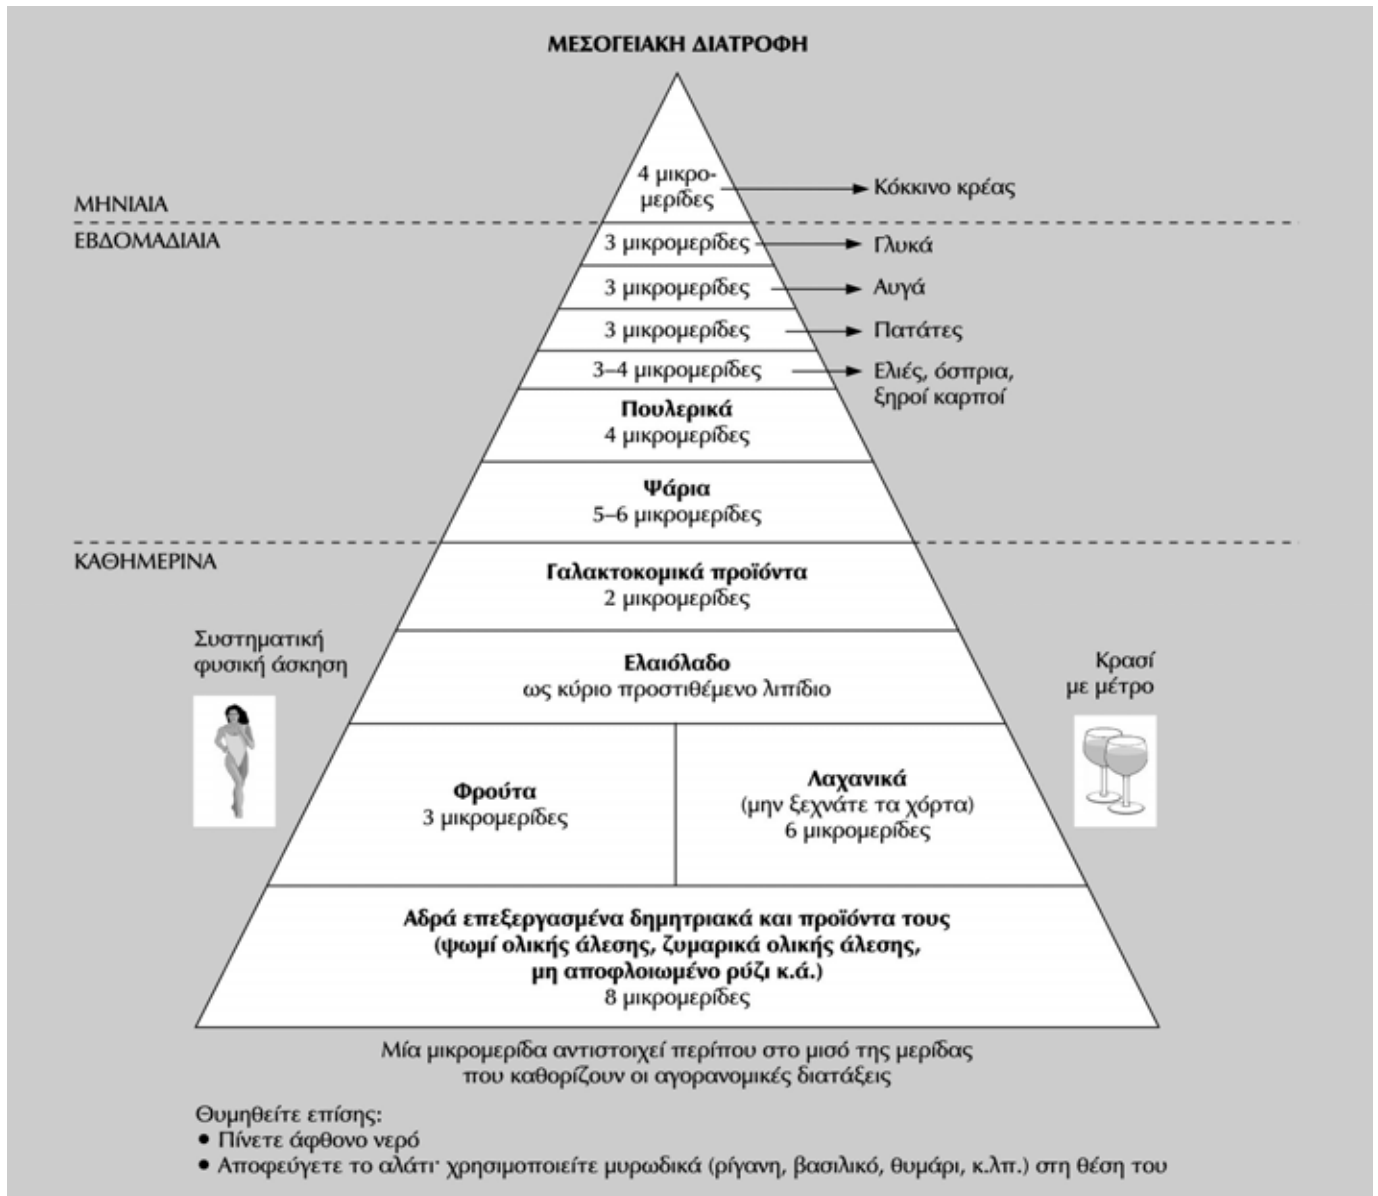 ΜΕΣΟΓΕΙΑΚΗ ΔΙΑΤΡΟΦΗ
4 μικρο-
μερίδες
Κόκκινο κρέας
ΜΗΝΙΑΙΑ
ΕΒΔΟΜΑΔΙΑΙΑ
3 μικρομερίδες
Γλυκά
3 μικρομερίδες
Αυγά
3 μικρομερίδες
Πατάτες
3–4 μικρομερίδες
Ελιές, όσπρια,
ξηροί καρποί
Πουλερικά
4 μικρομερίδες
Ψάρια
5–6 μικρομερίδες
ΚΑΘΗΜΕΡΙΝΑ
Γαλακτοκομικά προϊόντα
2 μικρομερίδες
Συστηματική
φυσική άσκηση
Ελαιόλαδο
ως κύριο προστιθέμενο λιπίδιο
Κρασί
με μέτρο
Φρούτα
3 μικρομερίδες
Λαχανικά
(μην ξεχνάτε τα χόρτα)
6 μικρομερίδες
Αδρά επεξεργασμένα δημητριακά και προϊόντα τους
(ψωμί ολικής άλεσης, ζυμαρικά ολικής άλεσης,
μη αποφλοιωμένο ρύζι κ.ά.)
8 μικρομερίδες
Μία μικρομερίδα αντιστοιχεί περίπου στο μισό της μερίδας
που καθορίζουν οι αγορανομικές διατάξεις
Θυμηθείτε επίσης:
• Πίνετε άφθονο νερό
• Αποφεύγετε το αλάτι· χρησιμοποιείτε μυρωδικά (ρίγανη, βασιλικό, θυμάρι, κ.λπ.) στη θέση του